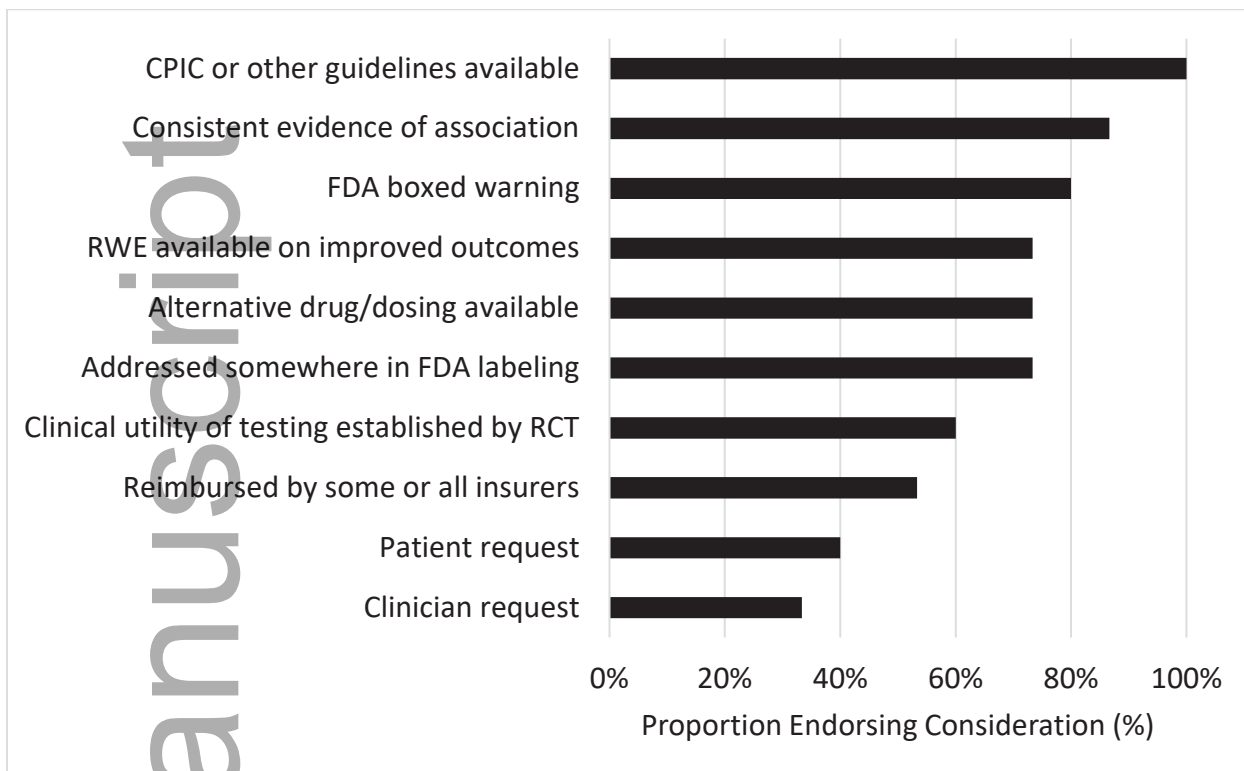 CPIC or other guidelines available
Consistent evidence of association
FDA boxed warning
RWE available on improved outcomes
Alternative drug/dosing available
Addressed somewhere in FDA labeling
Clinical utility of testing established by RCT
Reimbursed by some or all insurers
Patient request
Clinician request
0% 20% 40% 60% 80% 100%
Proportion Endorsing Consideration (%)
anuscript